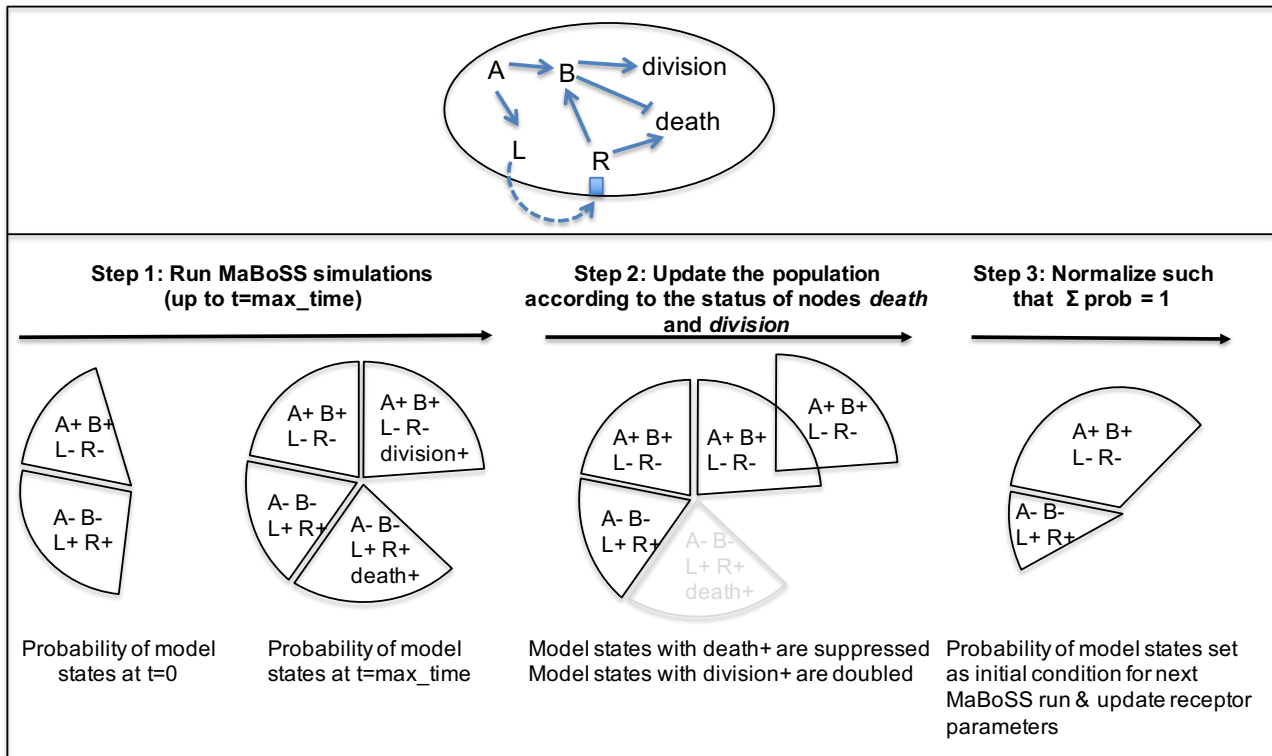 A
B
division
death
L
R
Step 1: Run MaBoSS simulations
(up to t=max_time)
Step 2: Update the population
according to the status of nodes death
and division
Step 3: Normalize such
that Σ prob = 1
A+ B+
L- R-
A- B-
L+ R+
A+ B+
L- R-
A+ B+
L- R-
division+
A- B-
L+ R+
A- B-
L+ R+
death+
A+ B+
L- R-
A+ B+
L- R-
A+ B+
L- R-
A- B-
L+ R+
A- B-
L+ R+
death+
A+ B+
L- R-
A- B-
L+ R+
Probability of model
states at t=0
Probability of model
states at t=max_time
Model states with death+ are suppressed
Model states with division+ are doubled
Probability of model states set
as initial condition for next
MaBoSS run & update receptor
parameters